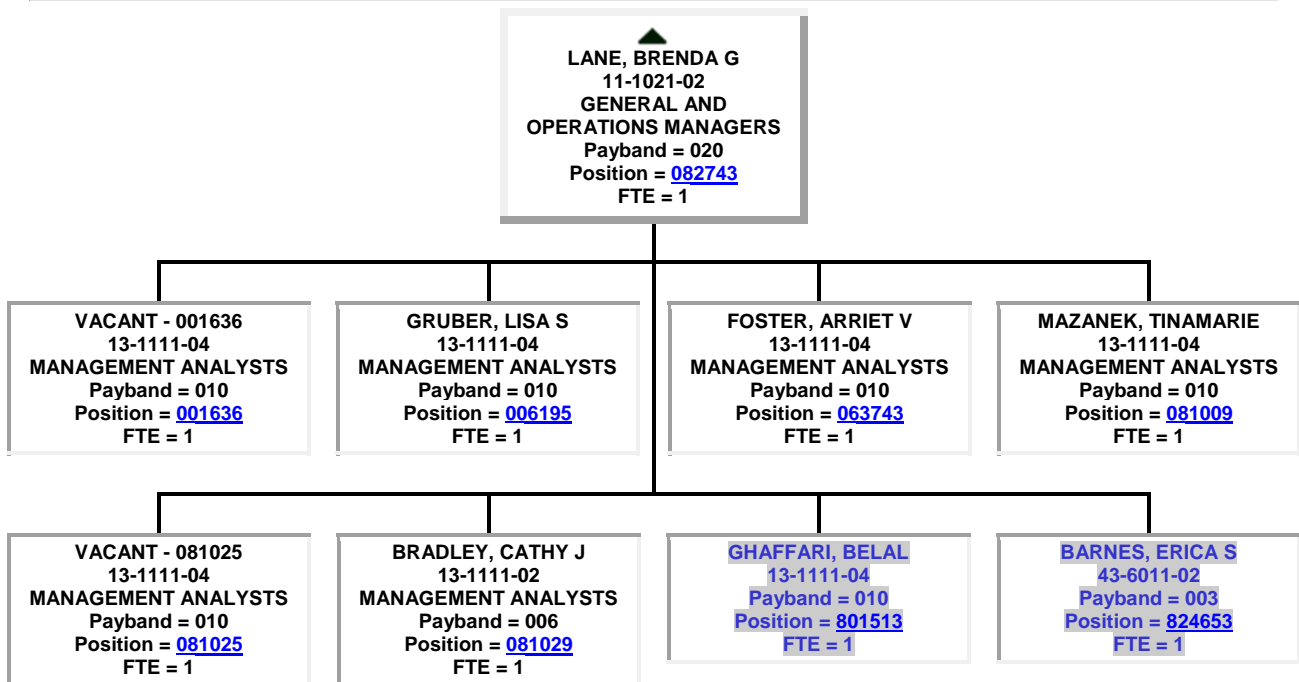 LANE, BRENDA G
11-1021-02
GENERAL AND
OPERATIONS MANAGERS
Payband = 020
Position = 082743
FTE = 1
VACANT - 001636
13-1111-04
MANAGEMENT ANALYSTS
Payband = 010
Position = 001636
FTE = 1
GRUBER, LISA S
13-1111-04
MANAGEMENT ANALYSTS
Payband = 010
Position = 006195
FTE = 1
FOSTER, ARRIET V
13-1111-04
MANAGEMENT ANALYSTS
Payband = 010
Position = 063743
FTE = 1
MAZANEK, TINAMARIE
13-1111-04
MANAGEMENT ANALYSTS
Payband = 010
Position = 081009
FTE = 1
VACANT - 081025
13-1111-04
MANAGEMENT ANALYSTS
Payband = 010
Position = 081025
FTE = 1
BRADLEY, CATHY J
13-1111-02
MANAGEMENT ANALYSTS
Payband = 006
Position = 081029
FTE = 1
GHAFFARI, BELAL
13-1111-04
Payband = 010
Position = 801513
FTE = 1
BARNES, ERICA S
43-6011-02
Payband = 003
Position = 824653
FTE = 1